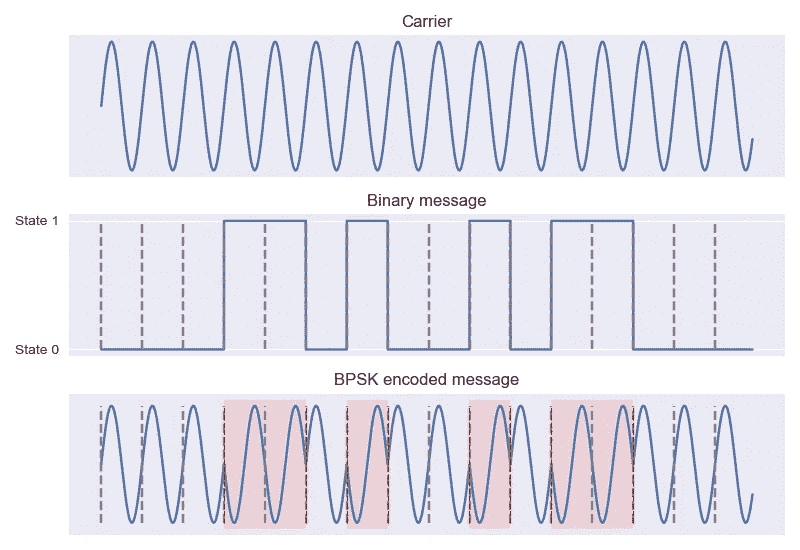 Carrier
Binary message
State 1
State 0
BPSK encoded message